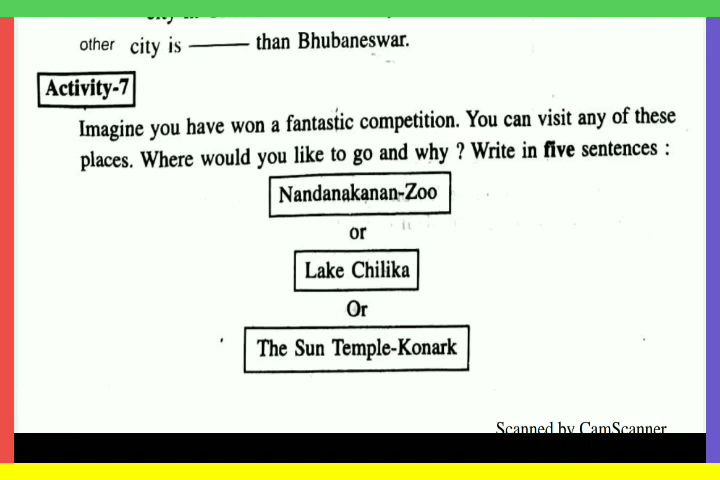 other city is ——— than Bhubaneswar.
Activity-7
Imagine you have won a fantastic competition. You can visit any of these
places. Where would you like to go and why ? Write in five sentences :
Nandanakanan-Zoo
or
Lake Chilika
Or
The Sun Temple-Konark
Scanned by CamScanner